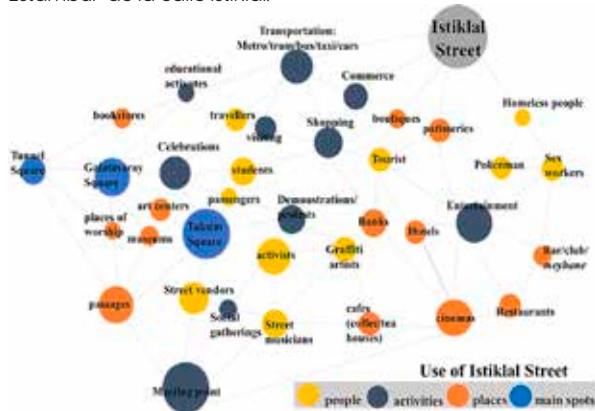 Istiklal
Street
Transportation:
Metro/tram/bus/taxi/cars
educational
activates
Commerce
bookstores
travellers
visiting
Shopping
boutiques
patisseries
Homeless people
Tunnel
Square
Galatasaray
Square
Celebrations
students
Tourist
Policeman
Sex
workers
passengers
art centers
places of
worship
museums
Taksim
Square
Demonstrations/
protests
Entertainment
Banks
Hotels
Bar/club/
meyhane
activists
Graffiti
artists
passages
Street vendors
Social
gatherings
Street
musicians
cafes
(coffee/tea
houses)
cinemas
Restaurants
Meeting point
Use of Istiklal Street
people
activities
places
main spots